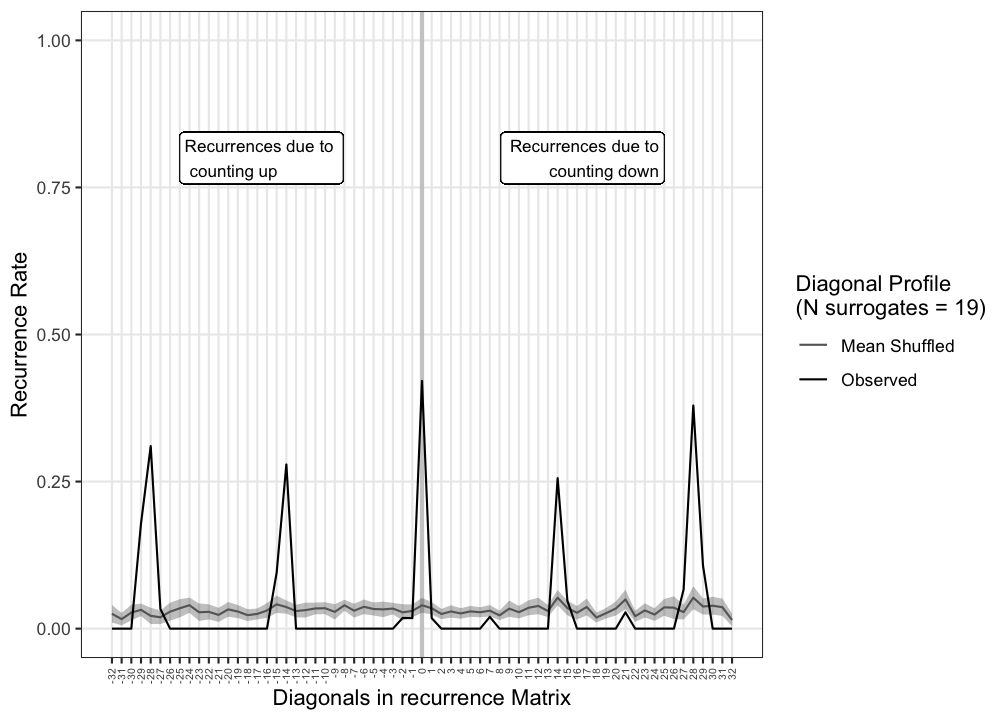 1.00
Recurrences due to
counting up
Recurrences due to
counting down
0.75
0.50
0.25
0.00
Recurrence Rate
-32 -31 -30 -29 -28 -27 -26 -25 -24 -23 -22 -21 -20 -19 -18 -17 -16 -15 -14 -13 -12 -11 -10 -9 -8 -7 -6 -5 -4 -3 -2 -1 0 1 2 3 4 5 6 7 8 9 10 11 12 13 14 15 16 17 18 19 20 21 22 23 24 25 26 27 28 29 30 31 32
Diagonals in recurrence Matrix
Diagonal Profile
(N surrogates = 19)
Mean Shuffled
Observed